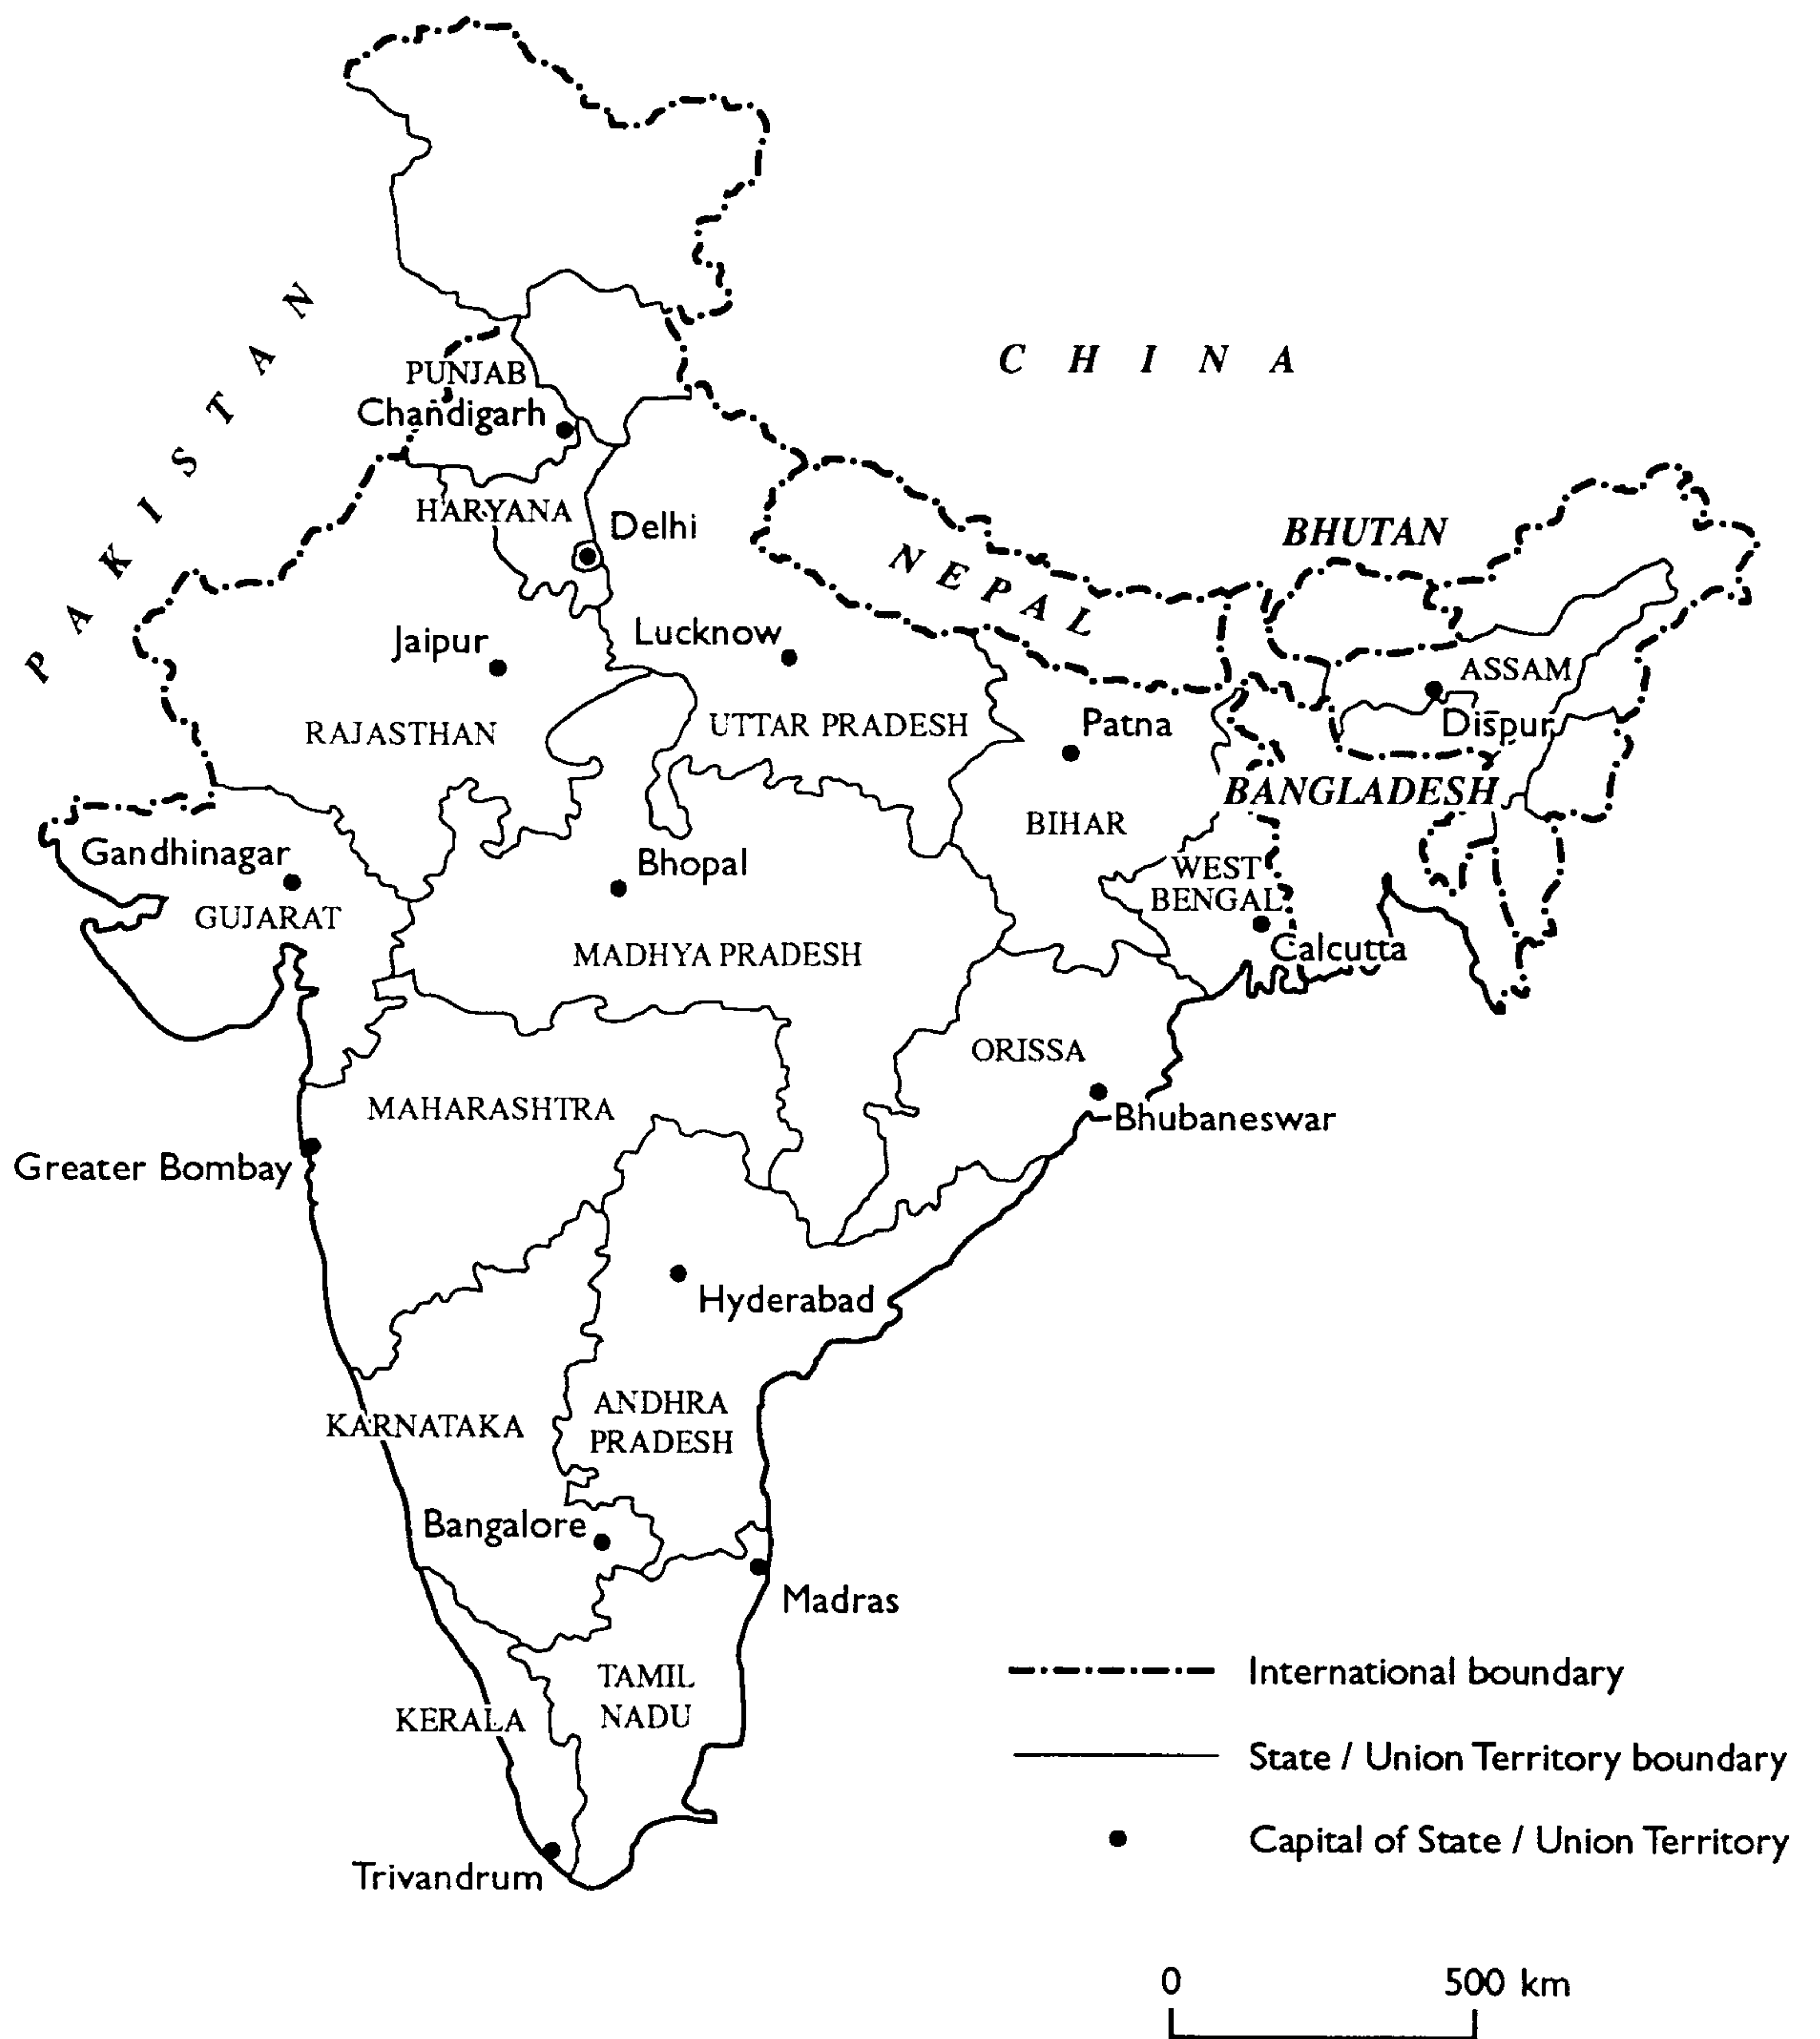 PAKISTAN
CHINA
PUNJAB
Chandigarh
HARYANA
Delhi
NEPAL
BHUTAN
Jaipur
Lucknow
ASSAM
RAJASTHAN
UTTAR PRADESH
Patna
Dispur
BANGLADESH
BIHAR
Gandhinagar
GUJARAT
Bhopal
WEST
BENGAL
Calcutta
MADHYA PRADESH
ORISSA
MAHARASHTRA
Bhubaneswar
Greater Bombay
Hyderabad
ANDHRA
PRADESH
KARNATAKA
Bangalore
Madras
TAMIL
NADU
KERALA
Trivandrum
International boundary
State / Union Territory boundary
Capital of State / Union Territory
0 500 km